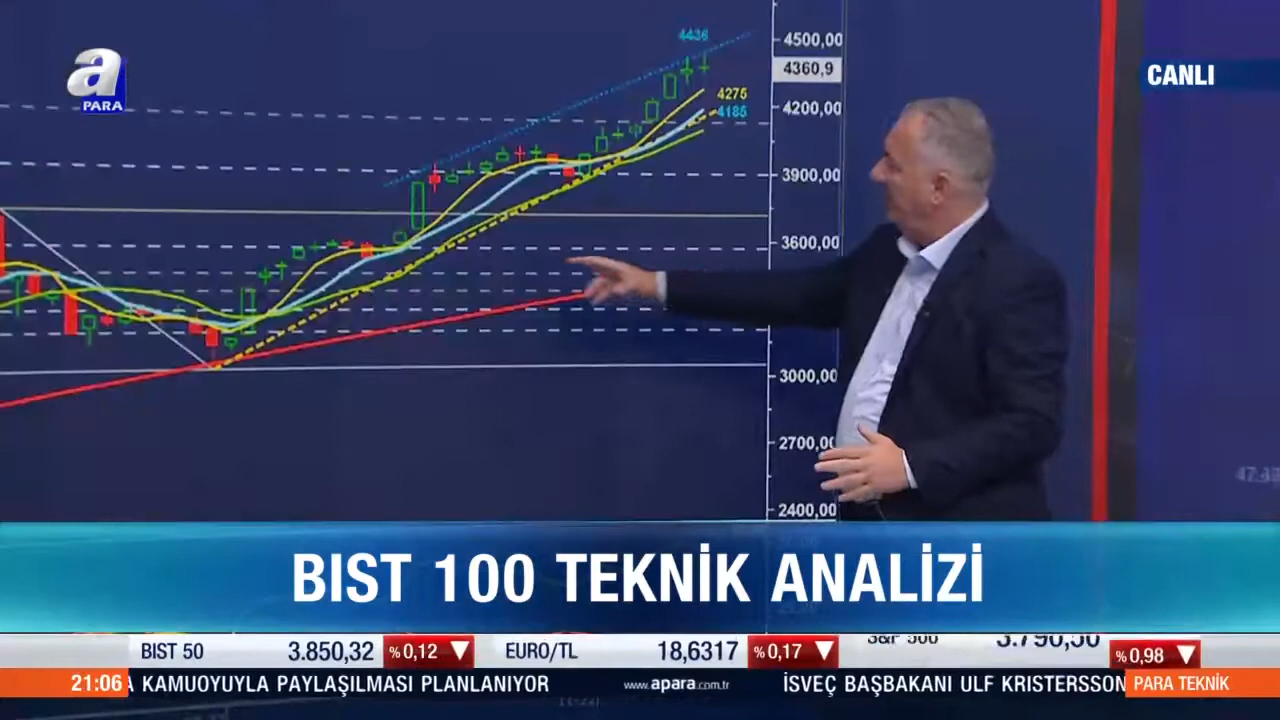 a
PARA
CANLI
4436
4500,00
4360,9
4275
4200,00
4185
3900,00
3600,00
3000,00
2700,00
2400,00
BIST 100 TEKNİK ANALİZİ
BIST 50 3.850,32 %0,12 EURO/TL 18,6317 %0,17 S&P 500 3.790,50 %0,98
21:06 A KAMUOYUYLA PAYLAŞILMASI PLANLANIYOR www.apara.com.tr İSVEÇ BAŞBAKANI ULF KRISTERSSON PARA TEKNİK